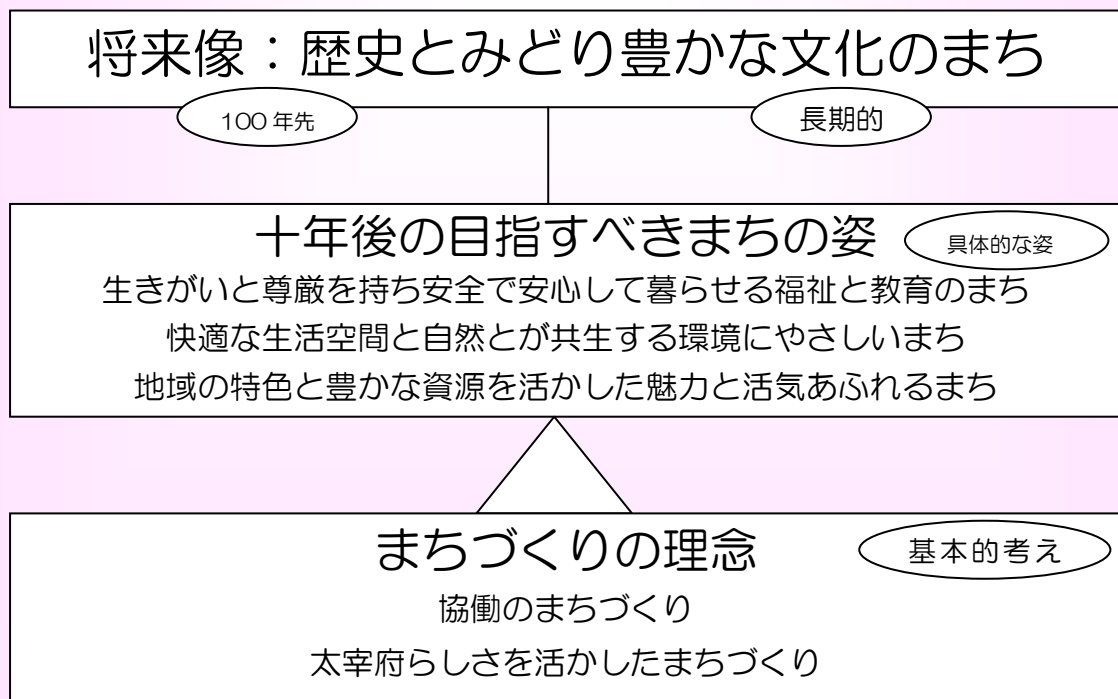 将来像：歴史とみどり豊かな文化のまち
100年先
長期的
十年後の目指すべきまちの姿
具体的な姿
生きがいと尊厳を持ち安全で安心して暮らせる福祉と教育のまち
快適な生活空間と自然とが共生する環境にやさしいまち
地域の特色と豊かな資源を活かした魅力と活気あふれるまち
まちづくりの理念
基本的考え
協働のまちづくり
太宰府らしさを活かしたまちづくり